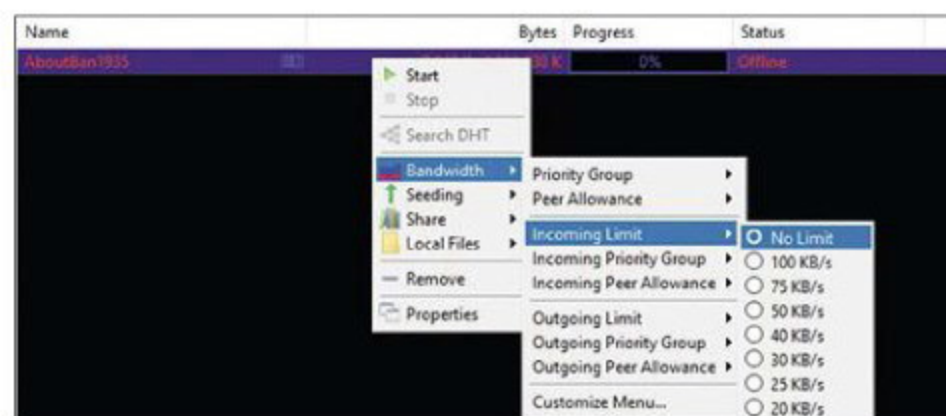 Name Bytes Progress Status
AboutBan1935 30 K 0% Offline
Start
Stop
Search DHT
Bandwidth
Seeding
Share
Local Files
Remove
Properties
Priority Group
Peer Allowance
Incoming Limit
Incoming Priority Group
Incoming Peer Allowance
Outgoing Limit
Outgoing Priority Group
Outgoing Peer Allowance
Customize Menu...
No Limit
100 KB/s
75 KB/s
50 KB/s
40 KB/s
30 KB/s
25 KB/s
20 KB/s